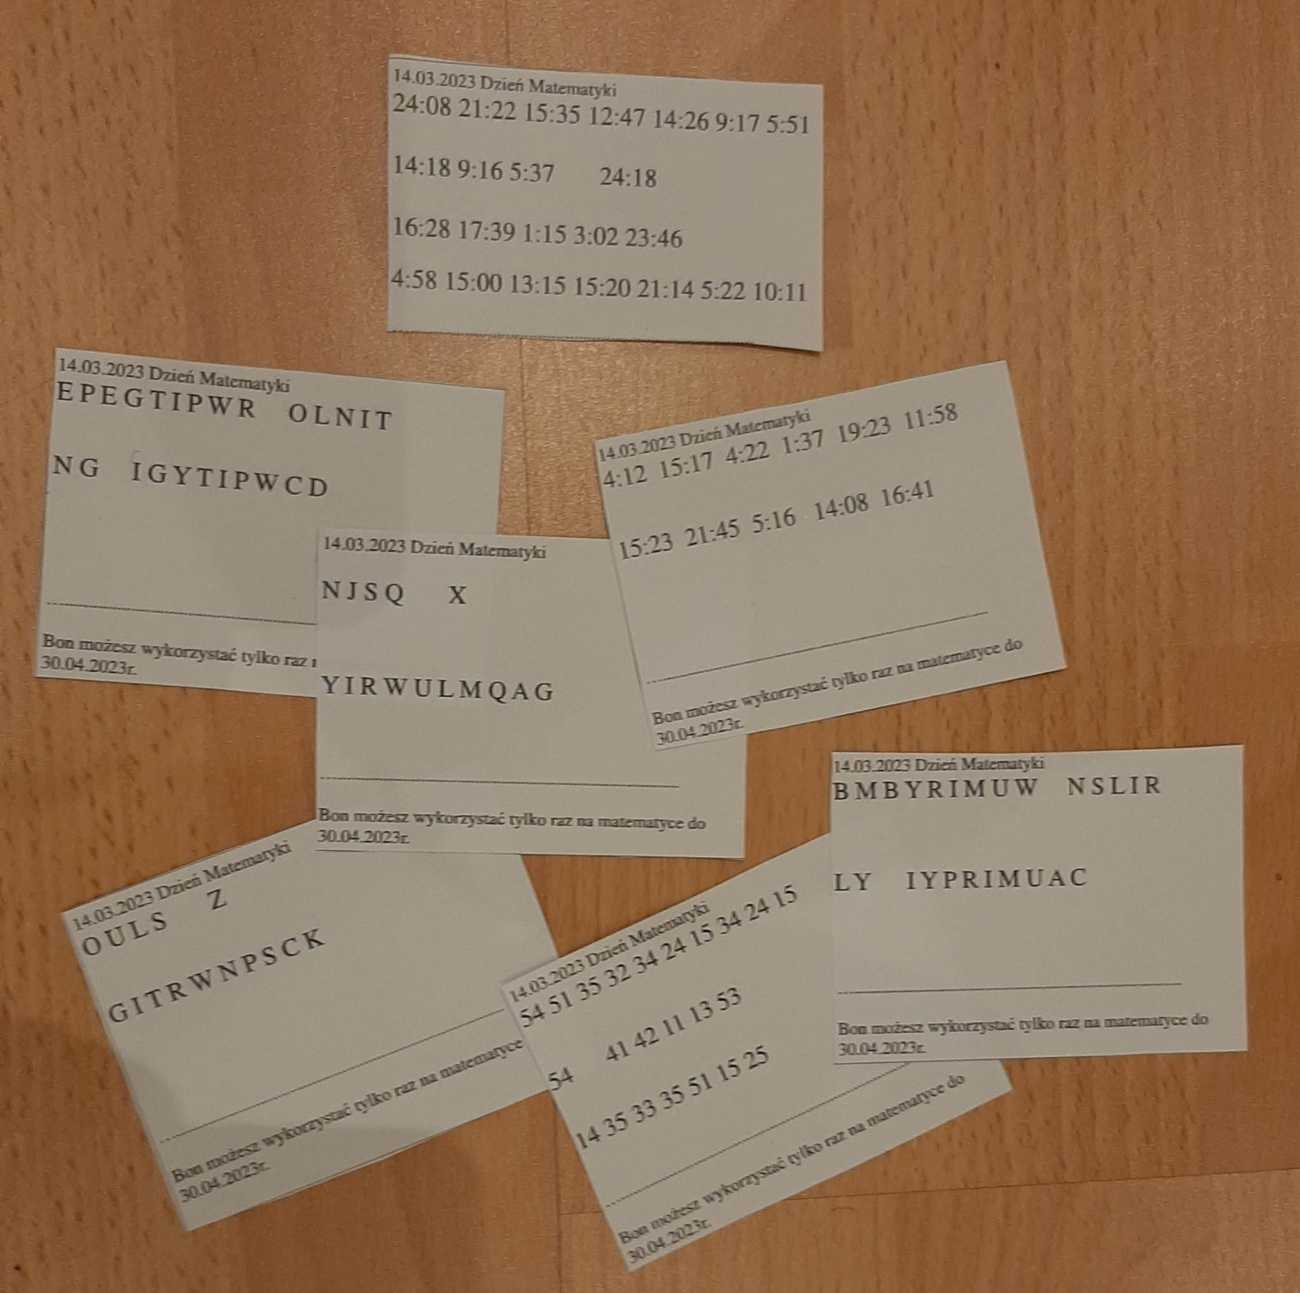 14.03.2023 Dzień Matematyki
24:08 21:22 15:35 12:47 14:26 9:17 5:51
14:18 9:16 5:37 24:18
16:28 17:39 1:15 3:02 23:46
4:58 15:00 13:15 15:20 21:14 5:22 10:11
14.03.2023 Dzień Matematyki
EPEGTIPWR OLNIT
NG IGYTIPWCD
Bon możesz wykorzystać tylko raz
30.04.2023r.
14.03.2023 Dzień Matematyki
4:12 15:17 4:22 1:37 19:23 11:58
15:23 21:45 5:16 14:08 16:41
Bon możesz wykorzystać tylko raz na matematyce do
30.04.2023r.
14.03.2023 Dzień Matematyki
NJSQ X
YIRWULMQAG
Bon możesz wykorzystać tylko raz na matematyce do
30.04.2023r.
14.03.2023 Dzień Matematyki
BMBYRIMUW NSLIR
LY IYPRIMUAC
Bon możesz wykorzystać tylko raz na matematyce do
30.04.2023r.
14.03.2023 Dzień Matematyki
OULS Z
GITRWNPSCK
Bon możesz wykorzystać tylko raz na matematyce
30.04.2023r.
14.03.2023 Dzień Matematyki
54 51 35 32 34 24 15 34 24 15
54 41 42 11 13 53
14 35 33 35 51 15 25
Bon możesz wykorzystać tylko raz na matematyce do
30.04.2023r.